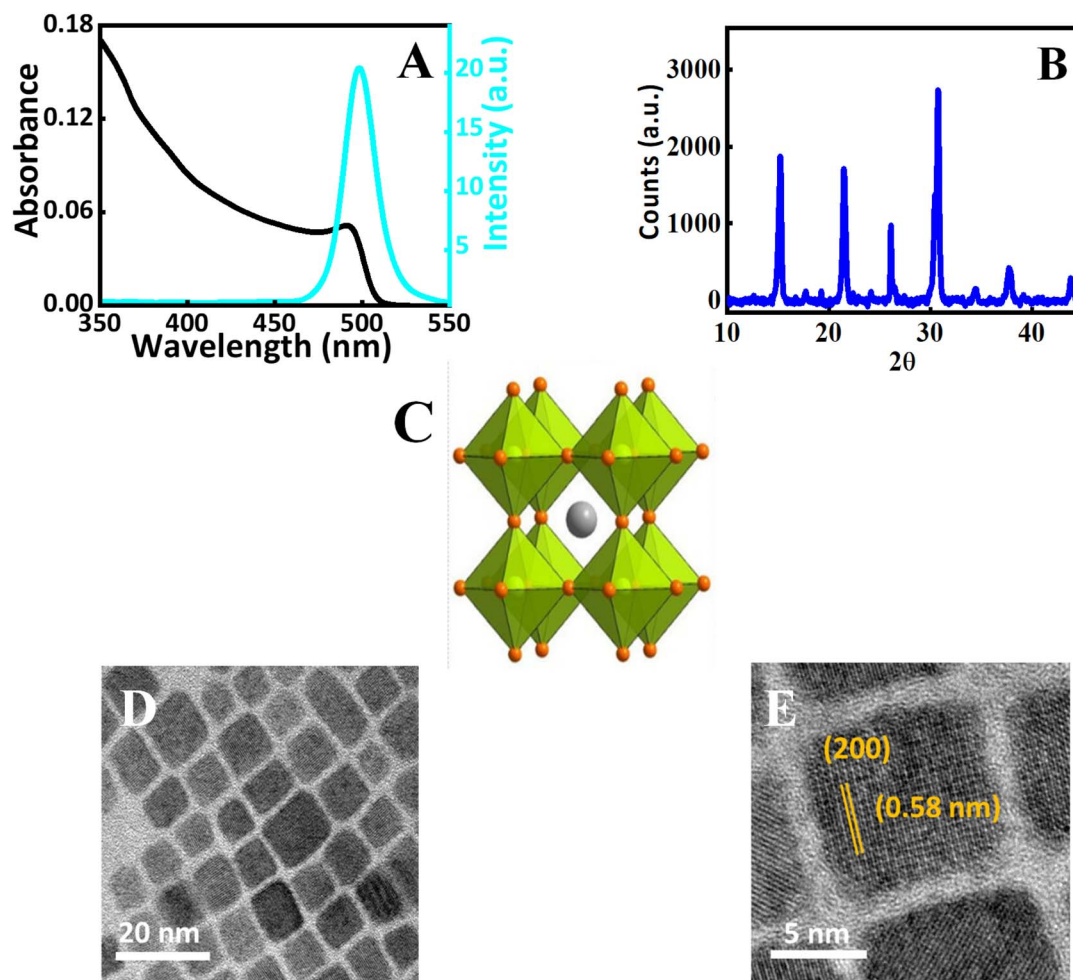 A
0.18
0.12
0.06
0.00
Absorbance
350
400
450
500
550
Wavelength (nm)
20
15
10
5
Intensity (a.u.)
B
3000
2000
1000
0
Counts (a.u.)
10
20
30
40
2θ
C
D
20 nm
E
(200)
(0.58 nm)
5 nm